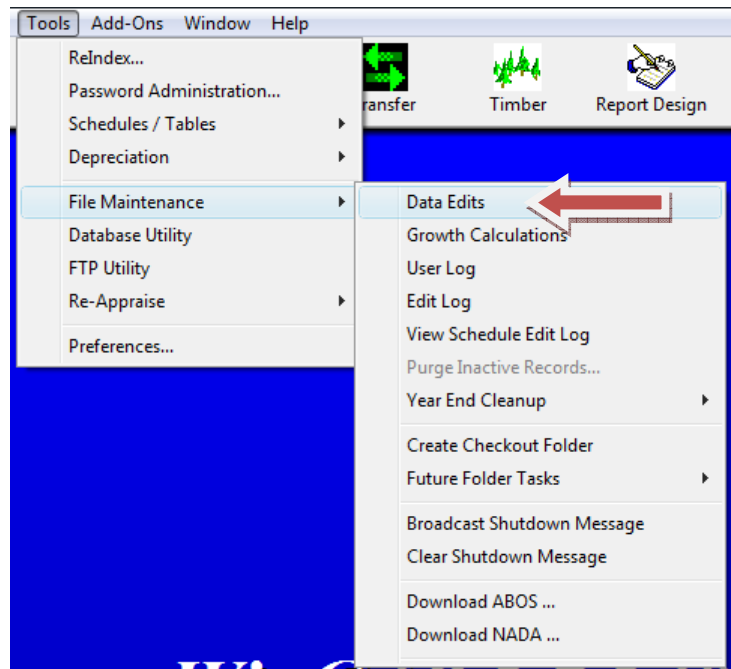 Tools Add-Ons Window Help
ransfer Timber Report Design
ReIndex...
Password Administration...
Schedules / Tables
Depreciation
File Maintenance
Database Utility
FTP Utility
Re-Appraise
Preferences...
Data Edits
Growth Calculations
User Log
Edit Log
View Schedule Edit Log
Purge Inactive Records...
Year End Cleanup
Create Checkout Folder
Future Folder Tasks
Broadcast Shutdown Message
Clear Shutdown Message
Download ABOS ...
Download NADA ...